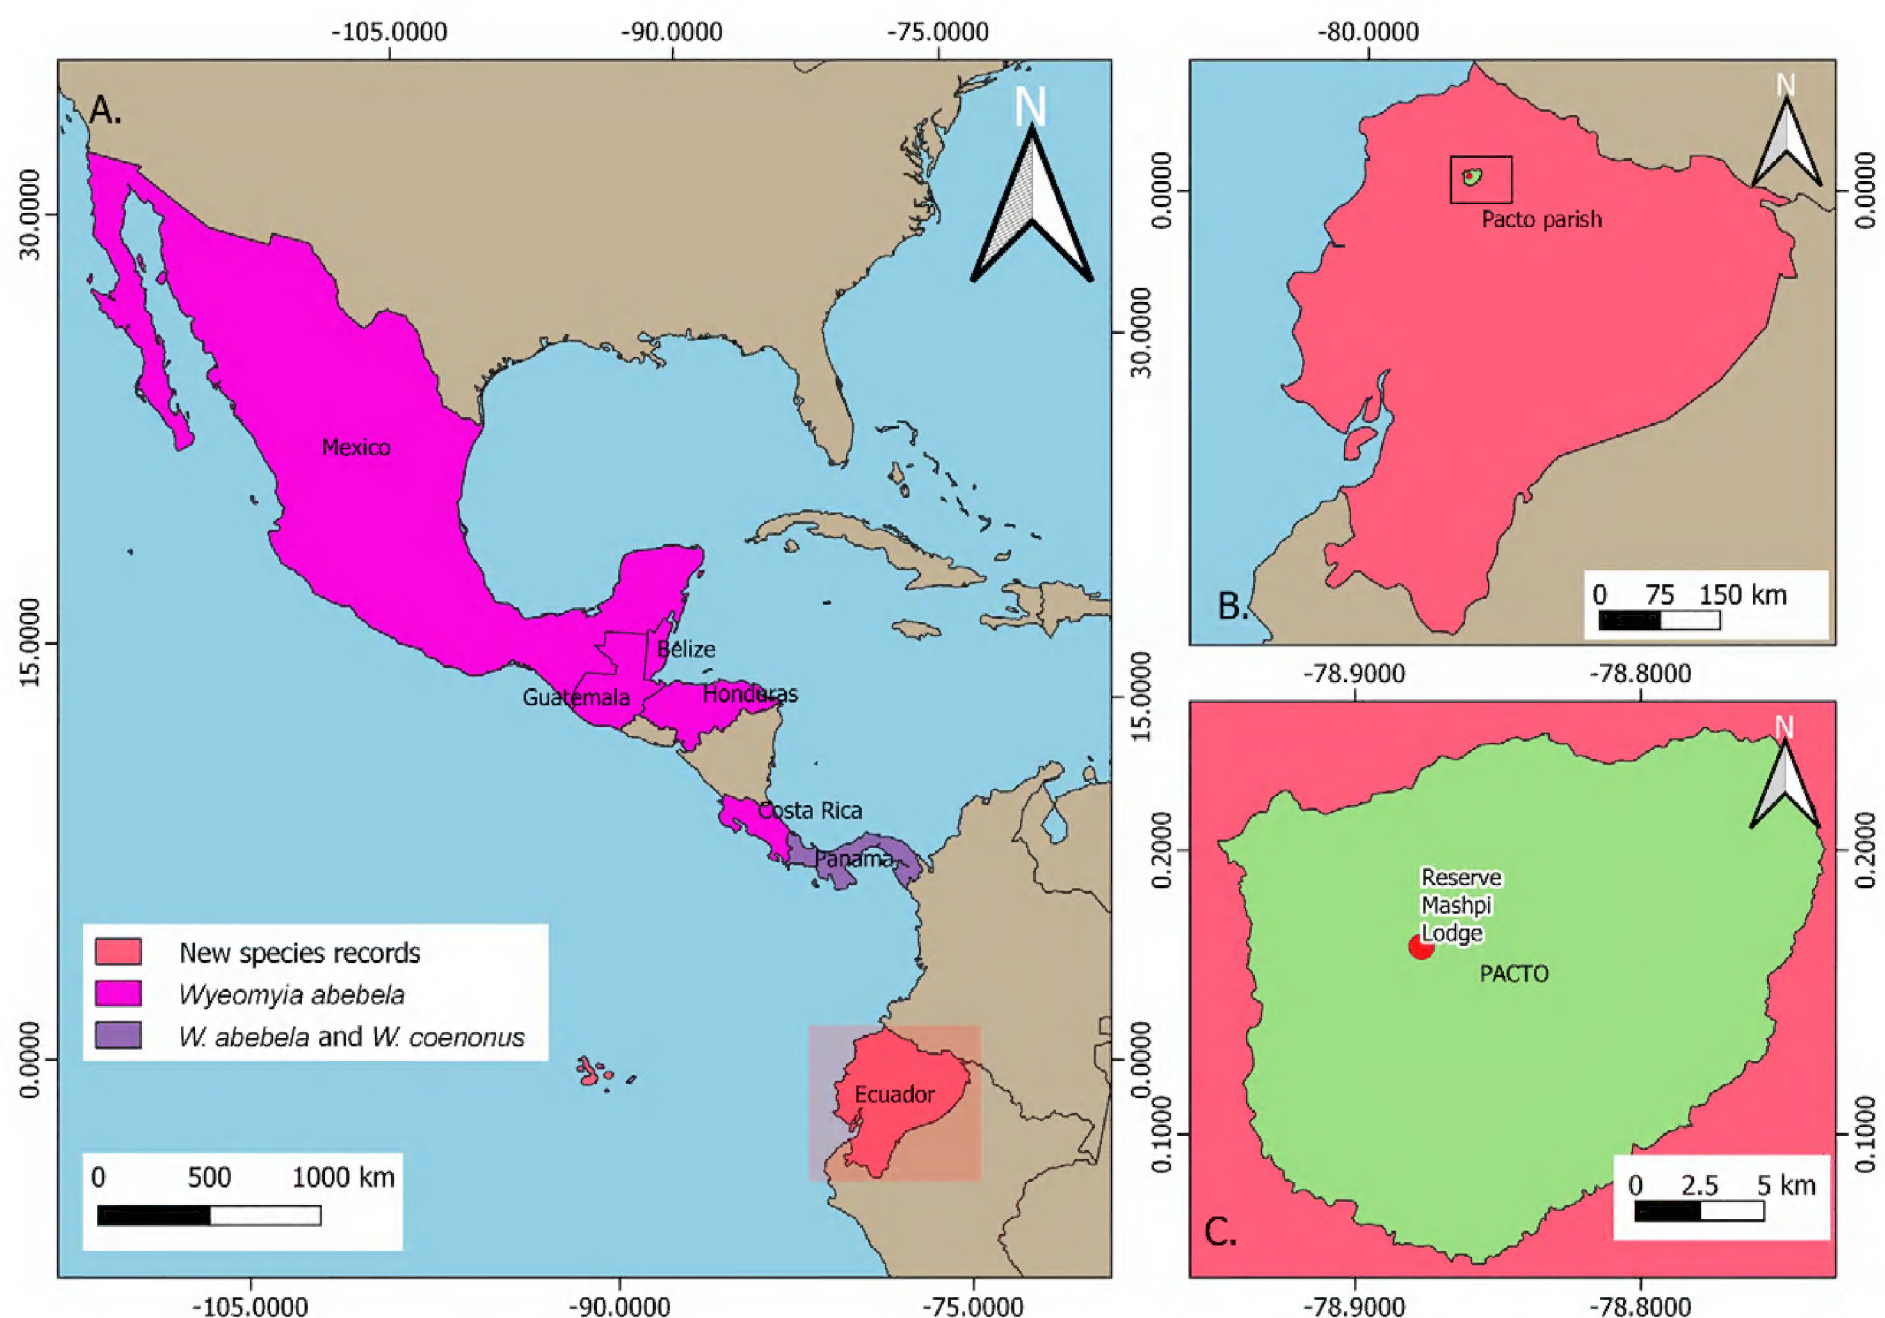 -105.0000
-90.0000
-75.0000
-80.0000
A.
N
30.0000
15.0000
0.0000
30.0000
15.0000
0.0000
Mexico
Belize
Guatemala
Honduras
Costa Rica
Panama
Ecuador
New species records
Wyeomyia abebela
W. abebela and W. coenonus
0 500 1000 km
-105.0000
-90.0000
-75.0000
N
0.0000
0.0000
Pacto parish
B.
0 75 150 km
-78.9000
-78.8000
N
0.2000
0.1000
0.2000
0.1000
Reserve
Mashpi
Lodge
PACTO
C.
0 2.5 5 km
-78.9000
-78.8000